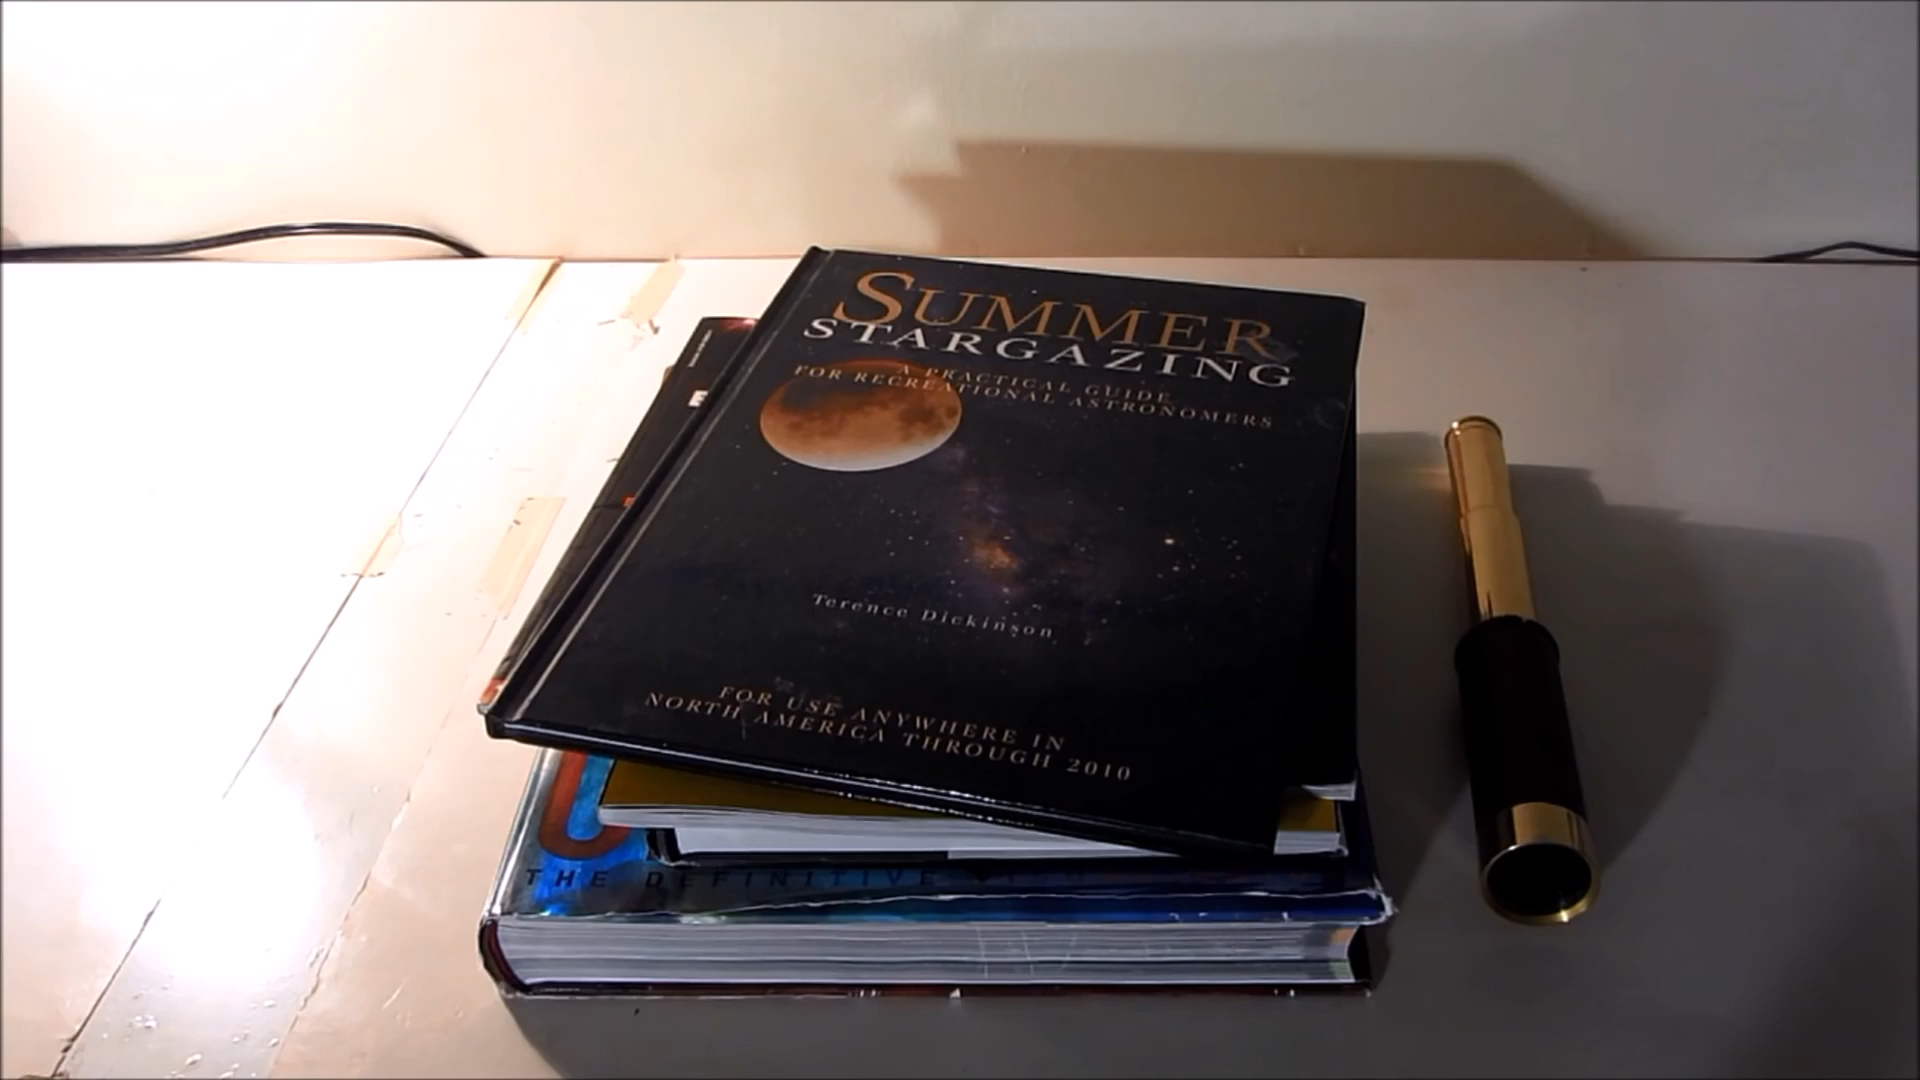 SUMMER
STARGAZING
A PRACTICAL GUIDE
FOR RECREATIONAL ASTRONOMERS
Terence Dickinson
FOR USE ANYWHERE IN
NORTH AMERICA THROUGH 2010
THE DEFINITIVE